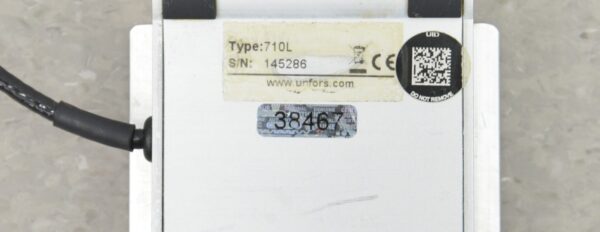 Type:710L
S/N: 145286
CE
www.unfors.com
UID
DO NOT REMOVE
38467